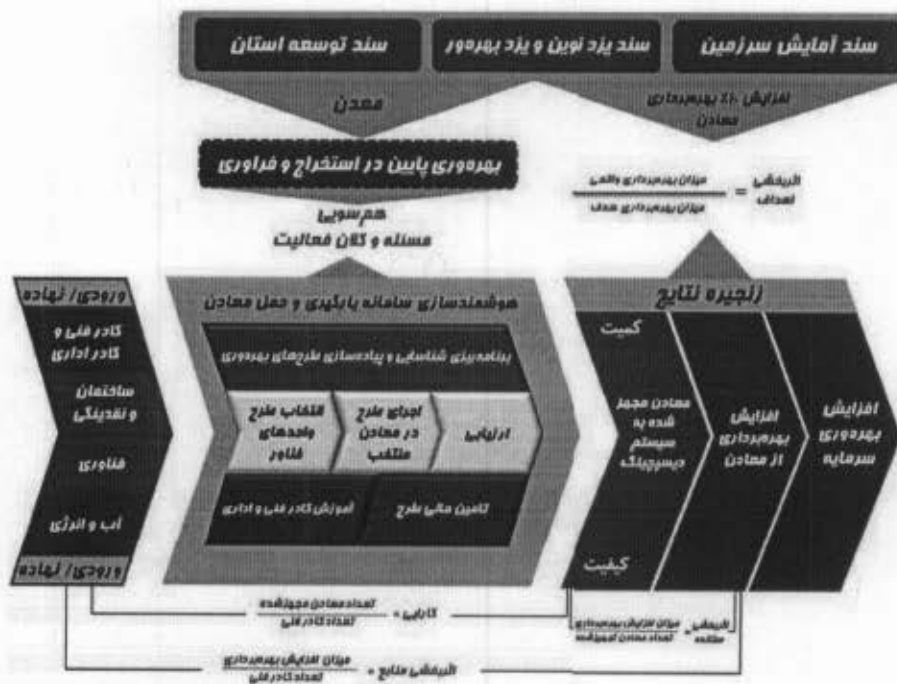 سند آمایش سرزمین
سند یزد نوین و یزد بهره‌ور
سند توسعه استان
افزایش ۱۰٪ بهره‌برداری
معادن
معدن
بهره‌وری پایین در استخراج و فراوری
هم‌سویی
مسئله و کلان فعالیت
اثربخشی
اهداف
=
میزان بهره‌برداری واقعی
میزان بهره‌برداری هدف
ورودی/ نهاده
کادر فنی و
کادر اداری
ساختمان
و نقدینگی
فناوری
آب و انرژی
ورودی/ نهاده
هوشمندسازی سامانه بارگیری و حمل معادن
برنامه‌ریزی شناسایی و پیاده‌سازی طرح‌های بهره‌وری
انتخاب طرح
واحدهای
فناور
اجرای طرح
در معادن
منتخب
ارزیابی
آموزش کادر فنی و اداری
تامین مالی طرح
زنجیره نتایج
کمیت
معادن مجهز
شده به
سیستم
دیسپچینگ
کیفیت
افزایش
بهره‌برداری
از معادن
افزایش
بهره‌وری
سرمایه
کارایی =
تعداد معادن مجهز شده
تعداد کادر فنی
اثربخشی
=
میزان افزایش بهره‌برداری
تعداد معادن تجهیز شده
اثربخشی منابع =
میزان افزایش بهره‌برداری
تعداد کادر فنی